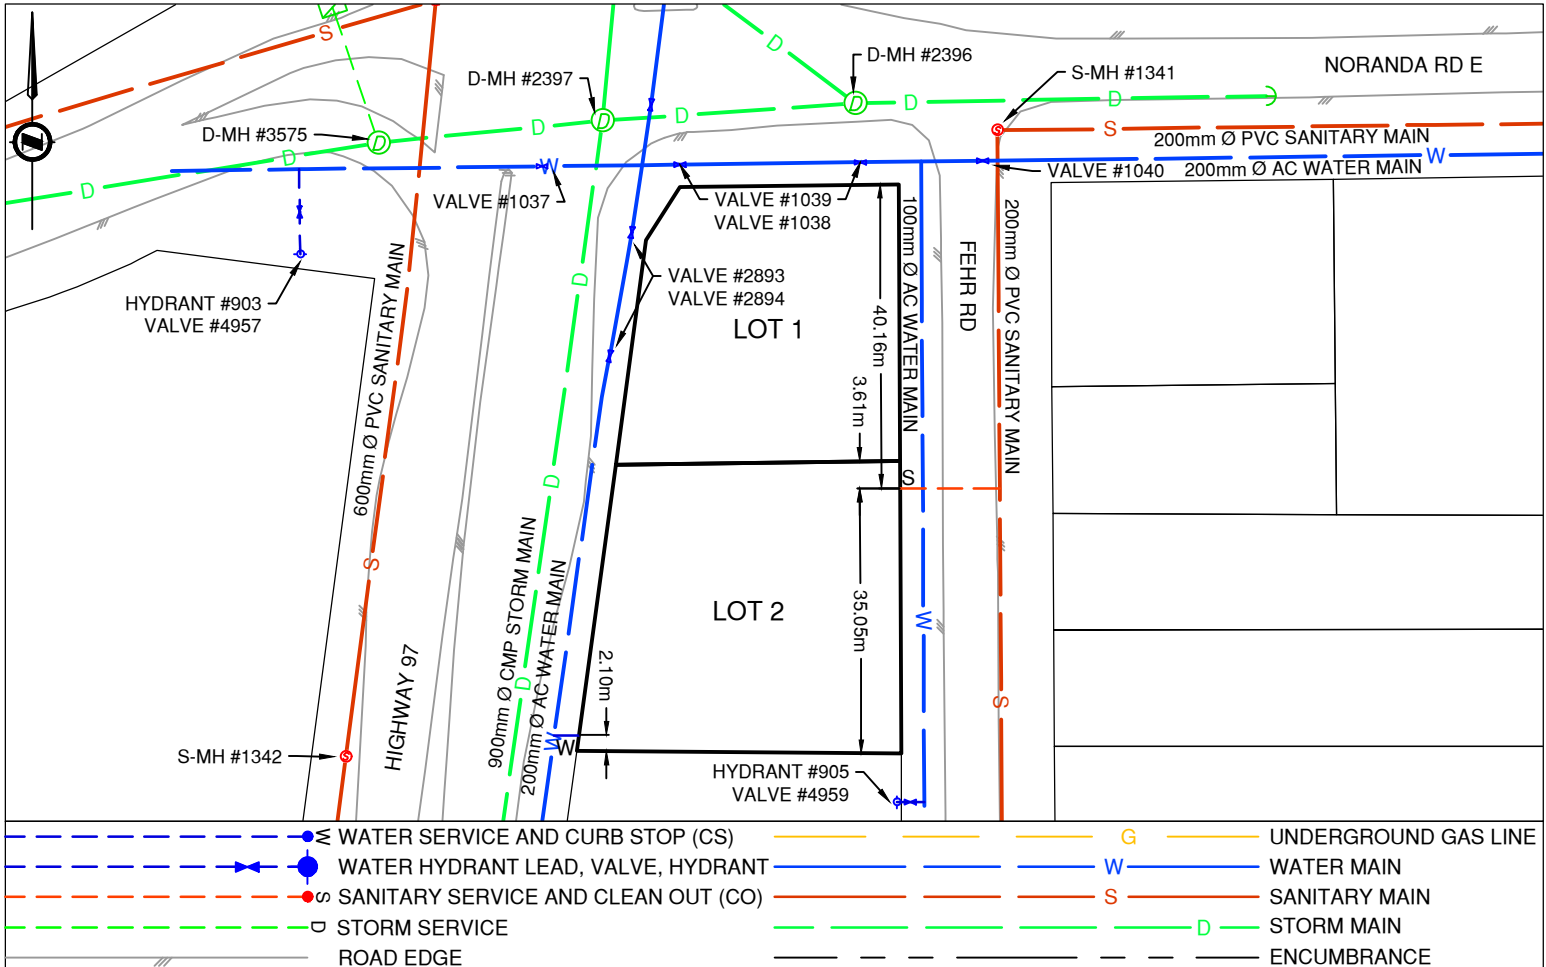 S
D
D-MH #2396
NORANDA RD E
D-MH #2397
S-MH #1341
D
D
D
D
D
D
D
S
200mm Ø PVC SANITARY MAIN
D-MH #3575
D
W
W
VALVE #1040
200mm Ø AC WATER MAIN
D
VALVE #1037
VALVE #1039
VALVE #1038
100mm Ø AC WATER MAIN
FEHR RD
200mm Ø PVC SANITARY MAIN
S
HYDRANT #903
VALVE #4957
600mm Ø PVC SANITARY MAIN
D
VALVE #2893
VALVE #2894
LOT 1
40.16m
3.61m
S
D
S
LOT 2
35.05m
W
HIGHWAY 97
900mm Ø CMP STORM MAIN
200mm Ø AC WATER MAIN
D
2.10m
S
W
W
S-MH #1342
S
HYDRANT #905
VALVE #4959
W WATER SERVICE AND CURB STOP (CS)
G UNDERGROUND GAS LINE
WATER HYDRANT LEAD, VALVE, HYDRANT
W WATER MAIN
S SANITARY SERVICE AND CLEAN OUT (CO)
S SANITARY MAIN
D STORM SERVICE
D STORM MAIN
ROAD EDGE
ENCUMBRANCE